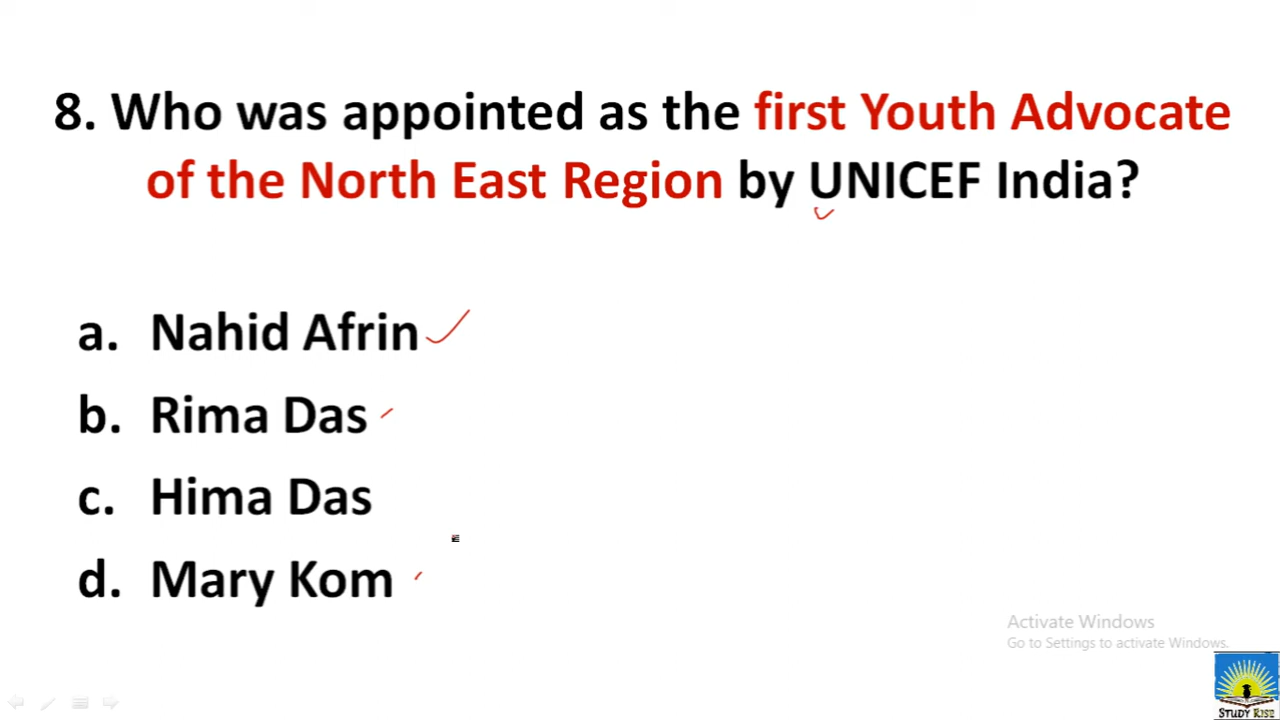 8. Who was appointed as the first Youth Advocate
of the North East Region by UNICEF India?
a. Nahid Afrin
b. Rima Das
c. Hima Das
d. Mary Kom
Activate Windows
Go to Settings to activate Windows.
STUDY RISE